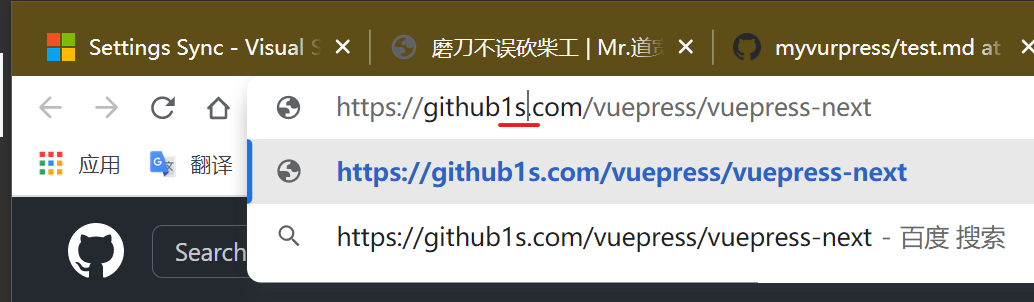 Settings Sync - Visual S
磨刀不误砍柴工 | Mr.道
myvurpress/test.md at
https://github1s.com/vuepress/vuepress-next
应用
翻译
https://github1s.com/vuepress/vuepress-next
Search
https://github1s.com/vuepress/vuepress-next - 百度 搜索